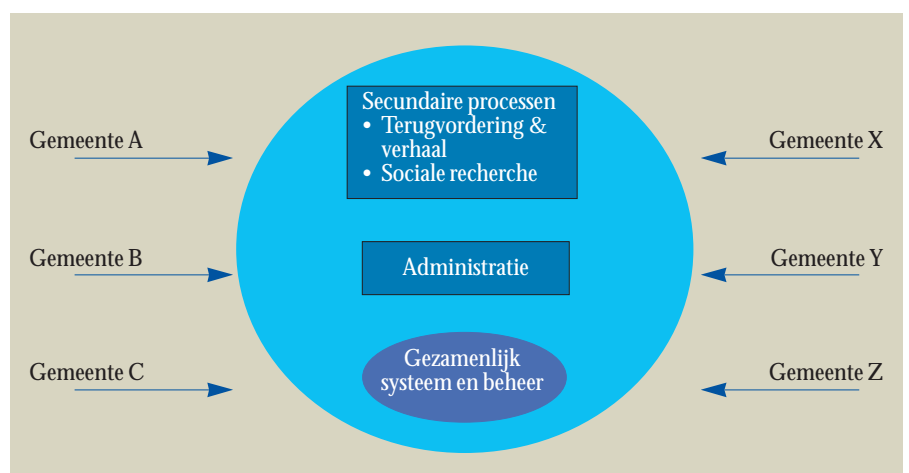 Secundaire processen
• Terugvordering &
verhaal
• Sociale recherche
Gemeente A
Gemeente X
Gemeente B
Administratie
Gemeente Y
Gemeente C
Gezamenlijk
systeem en beheer
Gemeente Z